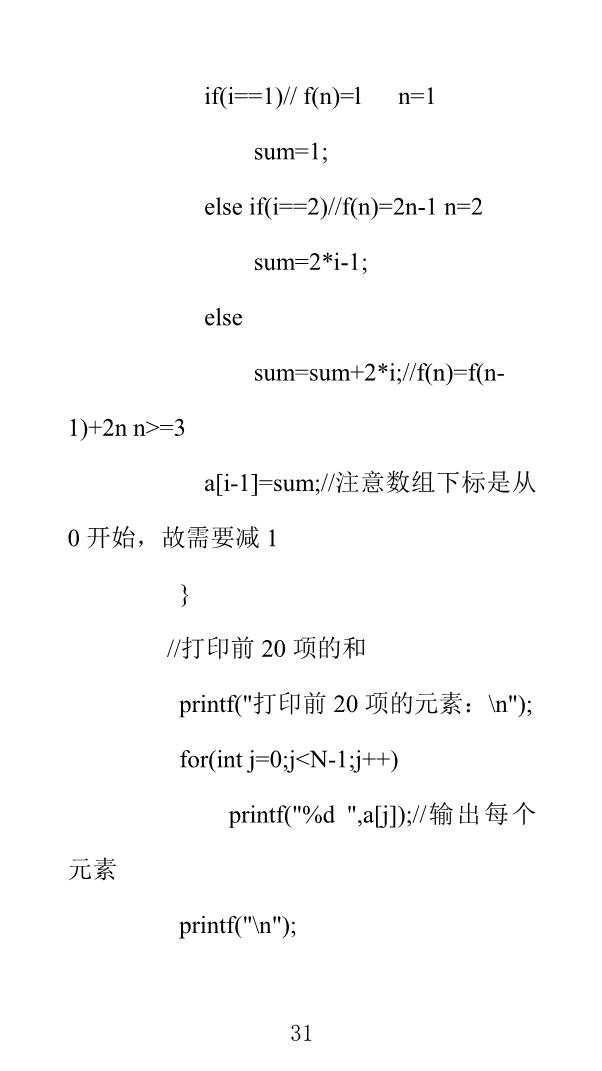 if(i==1)// f(n)=l n=1
sum=1;
else if(i==2)//f(n)=2n-1 n=2
sum=2*i-1;
else
sum=sum+2*i;//f(n)=f(n-
1)+2n n>=3
a[i-1]=sum;//注意数组下标是从
0 开始，故需要减 1
}
//打印前 20 项的和
printf("打印前 20 项的元素：\n");
for(int j=0;j<N-1;j++)
printf("%d ",a[j]);//输出每个
元素
printf("\n");
31